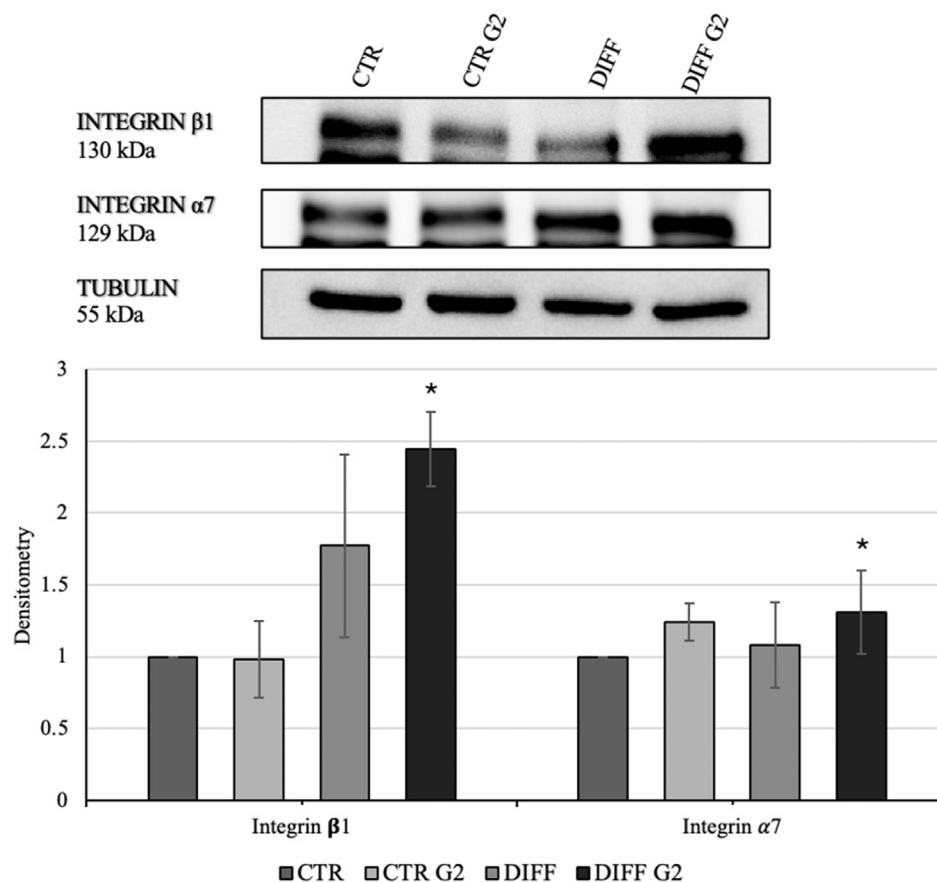 CTR CTR G2 DIFF DIFF G2
INTEGRIN β1
130 kDa
INTEGRIN α7
129 kDa
TUBULIN
55 kDa
3
2.5
2
1.5
1
0.5
0
Densitometry
*
*
Integrin β1 Integrin α7
CTR CTR G2 DIFF DIFF G2